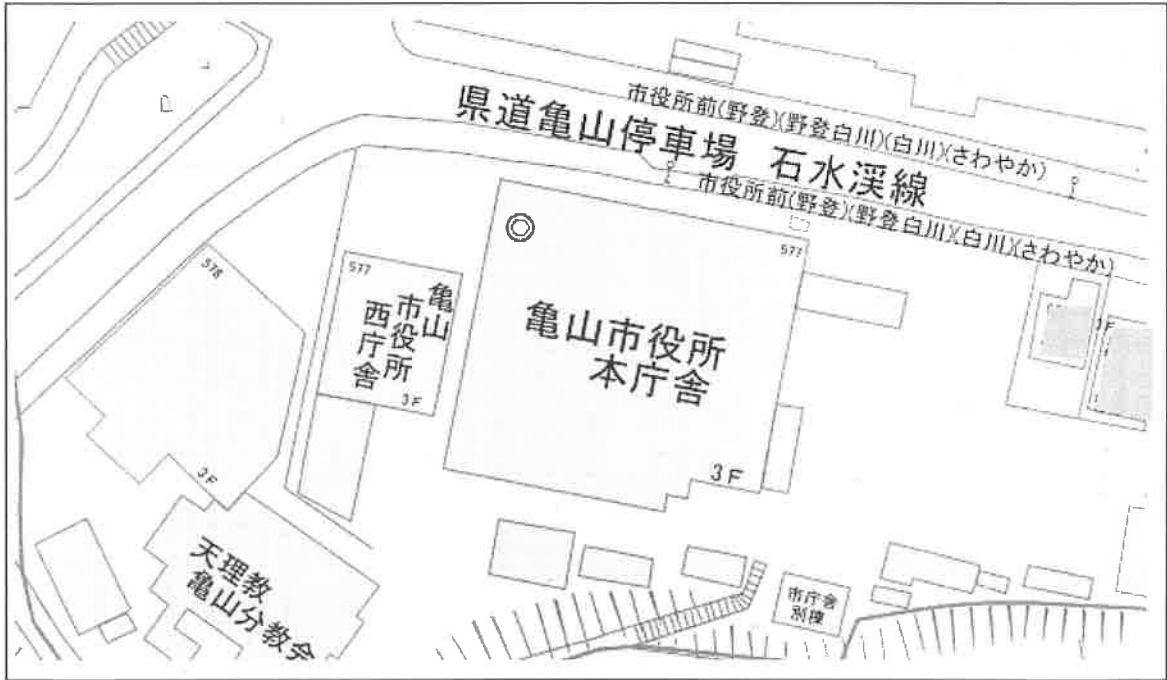 市役所前(野登)(野登白川)(白川)(さわやか)
県道亀山停車場 石水渓線
市役所前(野登)(野登白川)(白川)(さわやか)
577
578
577
亀山
市役所
西庁舎
3F
亀山市役所
本庁舎
3F
3F
天理教
亀山分教会
市庁舎
別棟